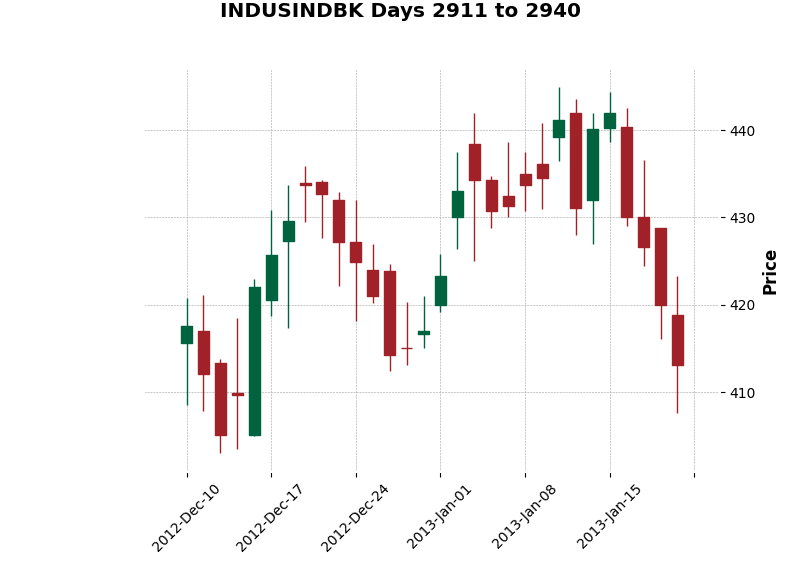 INDUSINDBK Days 2911 to 2940
440
430
420
410
Price
2012-Dec-10
2012-Dec-17
2012-Dec-24
2013-Jan-01
2013-Jan-08
2013-Jan-15